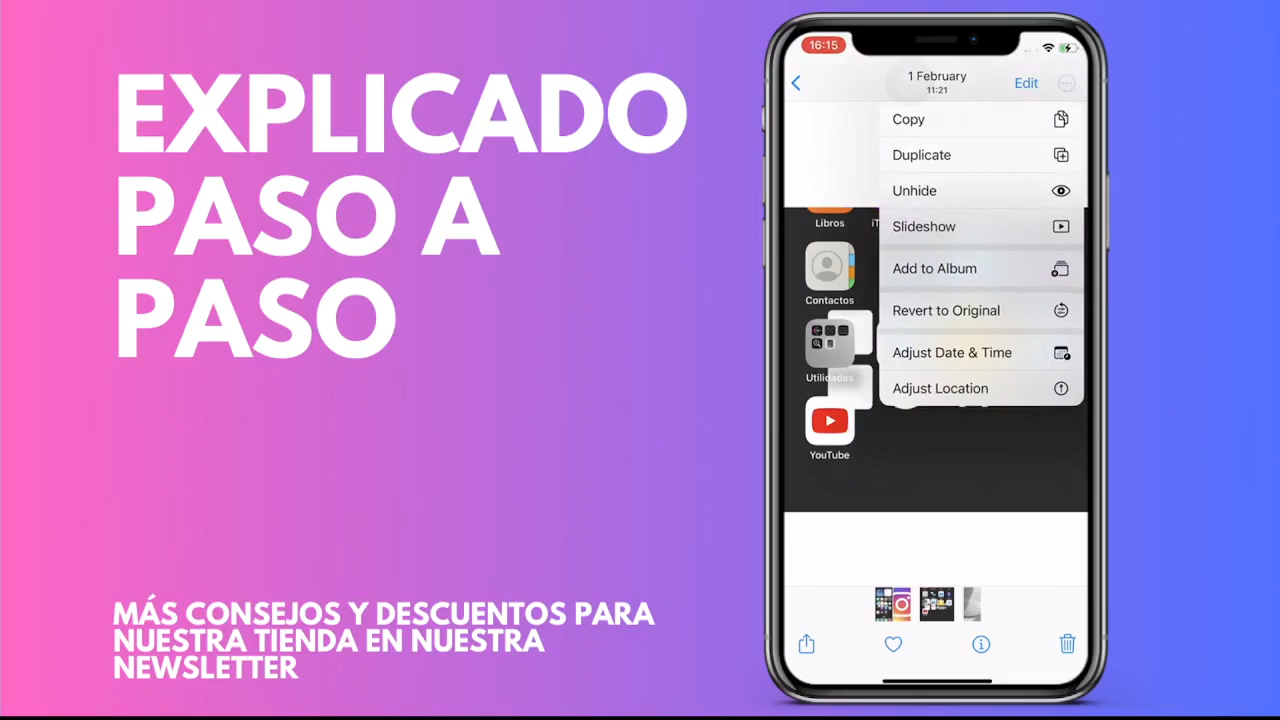 EXPLICADO
PASO A
PASO
MÁS CONSEJOS Y DESCUENTOS PARA
NUESTRA TIENDA EN NUESTRA
NEWSLETTER
16:15
1 February
11:21
Edit
Copy
Duplicate
Unhide
Slideshow
Add to Album
Revert to Original
Adjust Date & Time
Adjust Location
Libros
Contactos
Utilidades
YouTube